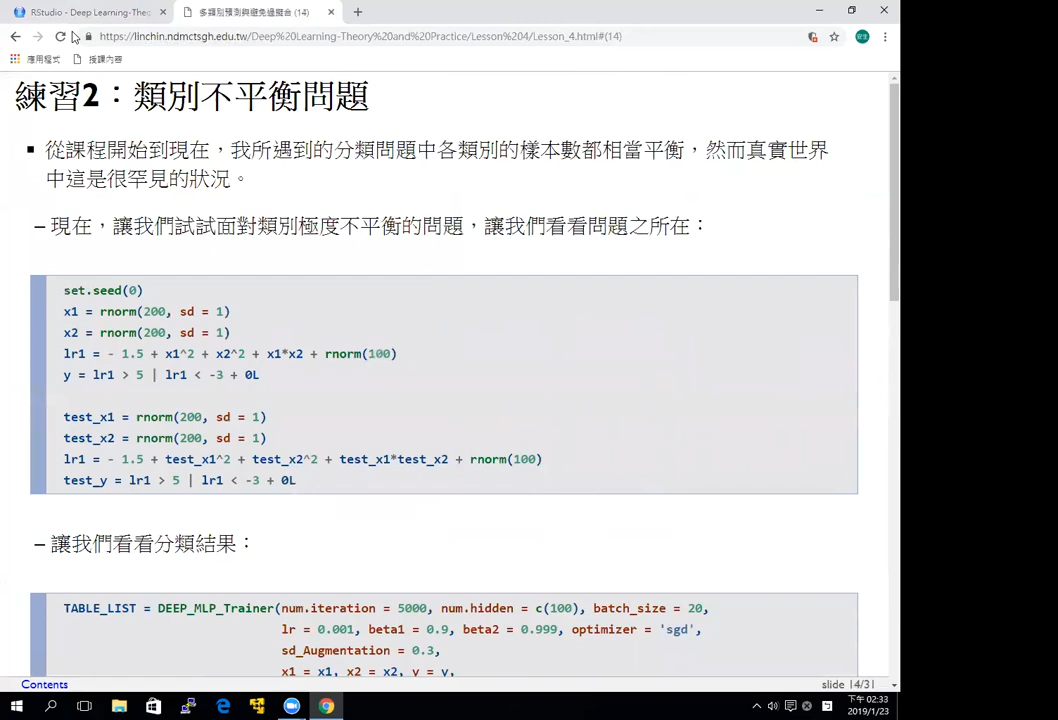 RStudio - Deep Learning-The
多類別預測與避免過擬合 (14)
https://linchin.ndmctsgh.edu.tw/Deep%20Learning-Theory%20and%20Practice/Lesson%204/Lesson_4.html#(14)
應用程式
授課內容
練習2：類別不平衡問題
從課程開始到現在，我所遇到的分類問題中各類別的樣本數都相當平衡，然而真實世界
中這是很罕見的狀況。
– 現在，讓我們試試面對類別極度不平衡的問題，讓我們看看問題之所在：
set.seed(0)
x1 = rnorm(200, sd = 1)
x2 = rnorm(200, sd = 1)
lr1 = - 1.5 + x1^2 + x2^2 + x1*x2 + rnorm(100)
y = lr1 > 5 | lr1 < -3 + 0L
test_x1 = rnorm(200, sd = 1)
test_x2 = rnorm(200, sd = 1)
lr1 = - 1.5 + test_x1^2 + test_x2^2 + test_x1*test_x2 + rnorm(100)
test_y = lr1 > 5 | lr1 < -3 + 0L
– 讓我們看看分類結果：
TABLE_LIST = DEEP_MLP_Trainer(num.iteration = 5000, num.hidden = c(100), batch_size = 20,
lr = 0.001, beta1 = 0.9, beta2 = 0.999, optimizer = 'sgd',
sd_Augmentation = 0.3,
x1 = x1, x2 = x2, y = y,
Contents
slide 14/31
下午 02:33
2019/1/23